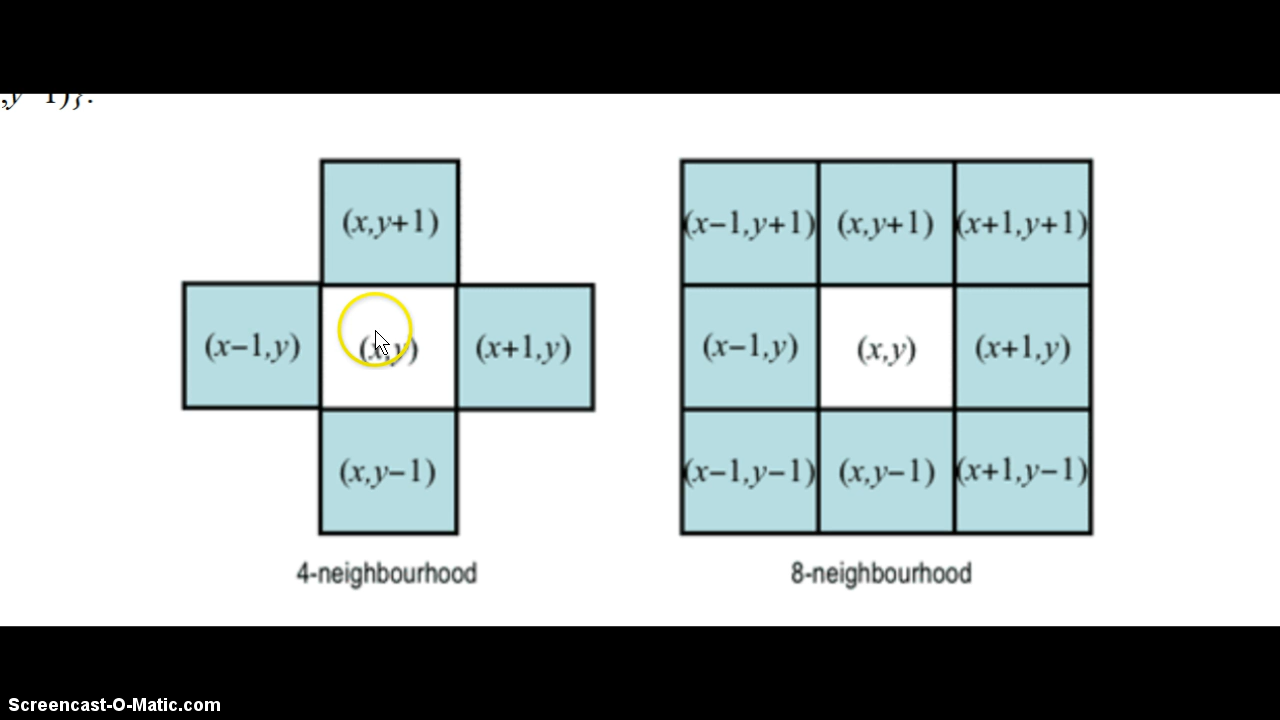 ,y−1)}.
(x,y+1)
(x−1,y) (x,y) (x+1,y)
(x,y−1)
4-neighbourhood
(x−1,y+1) (x,y+1) (x+1,y+1)
(x−1,y) (x,y) (x+1,y)
(x−1,y−1) (x,y−1) (x+1,y−1)
8-neighbourhood
Screencast-O-Matic.com